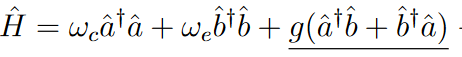 Ĥ = ω_c â†â + ω_e b̂†b̂ + g(â†b̂ + b̂†â) -